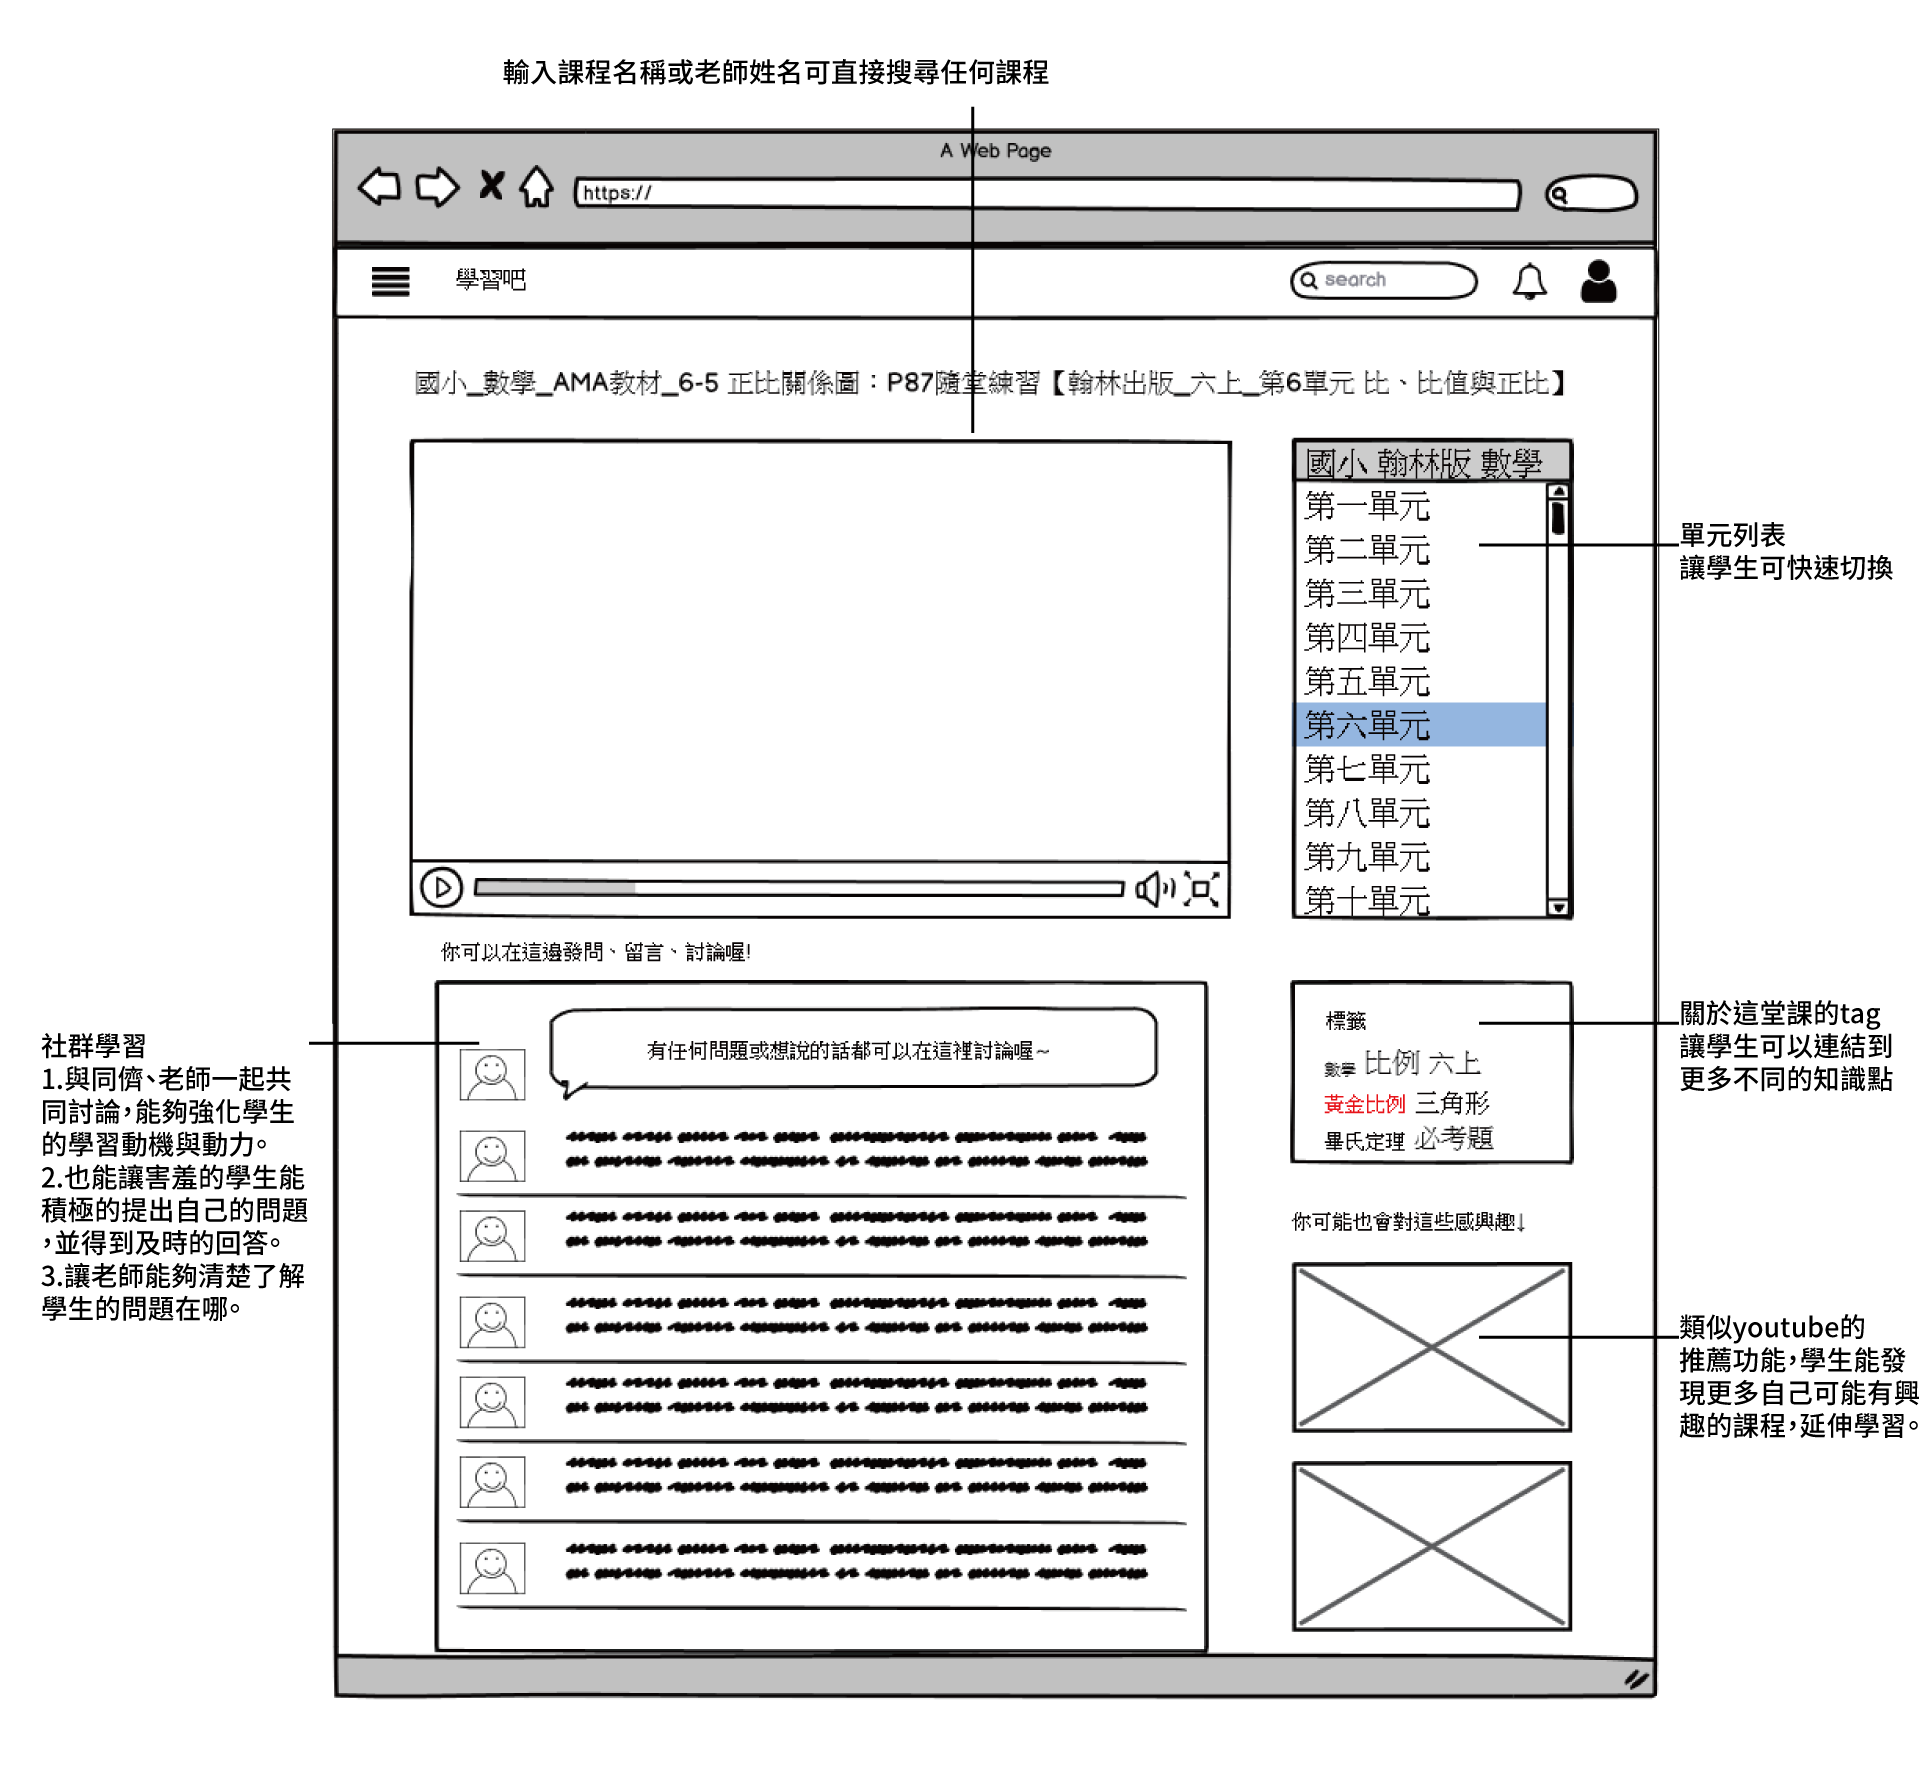 輸入課程名稱或老師姓名可直接搜尋任何課程
A Web Page
https://
學習吧
search
國小_數學_AMA教材_6-5 正比關係圖：P87隨堂練習【翰林出版_六上_第6單元 比、比值與正比】
國小 翰林版 數學
第一單元
第二單元
第三單元
第四單元
第五單元
第六單元
第七單元
第八單元
第九單元
第十單元
單元列表
讓學生可快速切換
你可以在這邊發問、留言、討論喔!
有任何問題或想說的話都可以在這裡討論喔~
社群學習
1.與同儕、老師一起共
同討論,能夠強化學生
的學習動機與動力。
2.也能讓害羞的學生能
積極的提出自己的問題
,並得到及時的回答。
3.讓老師能夠清楚了解
學生的問題在哪。
標籤
數學 比例 六上
黃金比例 三角形
畢氏定理 必考題
關於這堂課的tag
讓學生可以連結到
更多不同的知識點
你可能也會對這些感興趣↓
類似youtube的
推薦功能,學生能發
現更多自己可能有興
趣的課程,延伸學習。